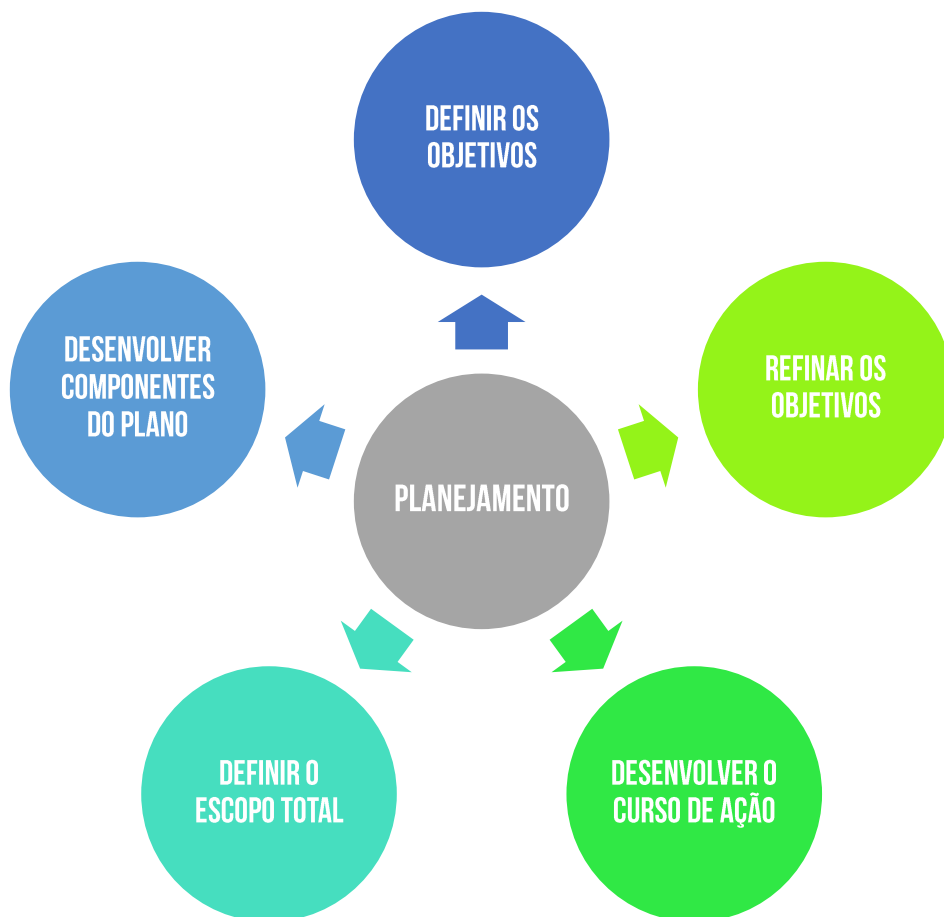 DEFINIR OS
OBJETIVOS
REFINAR OS
OBJETIVOS
DESENVOLVER O
CURSO DE AÇÃO
DEFINIR O
ESCOPO TOTAL
DESENVOLVER
COMPONENTES
DO PLANO
PLANEJAMENTO